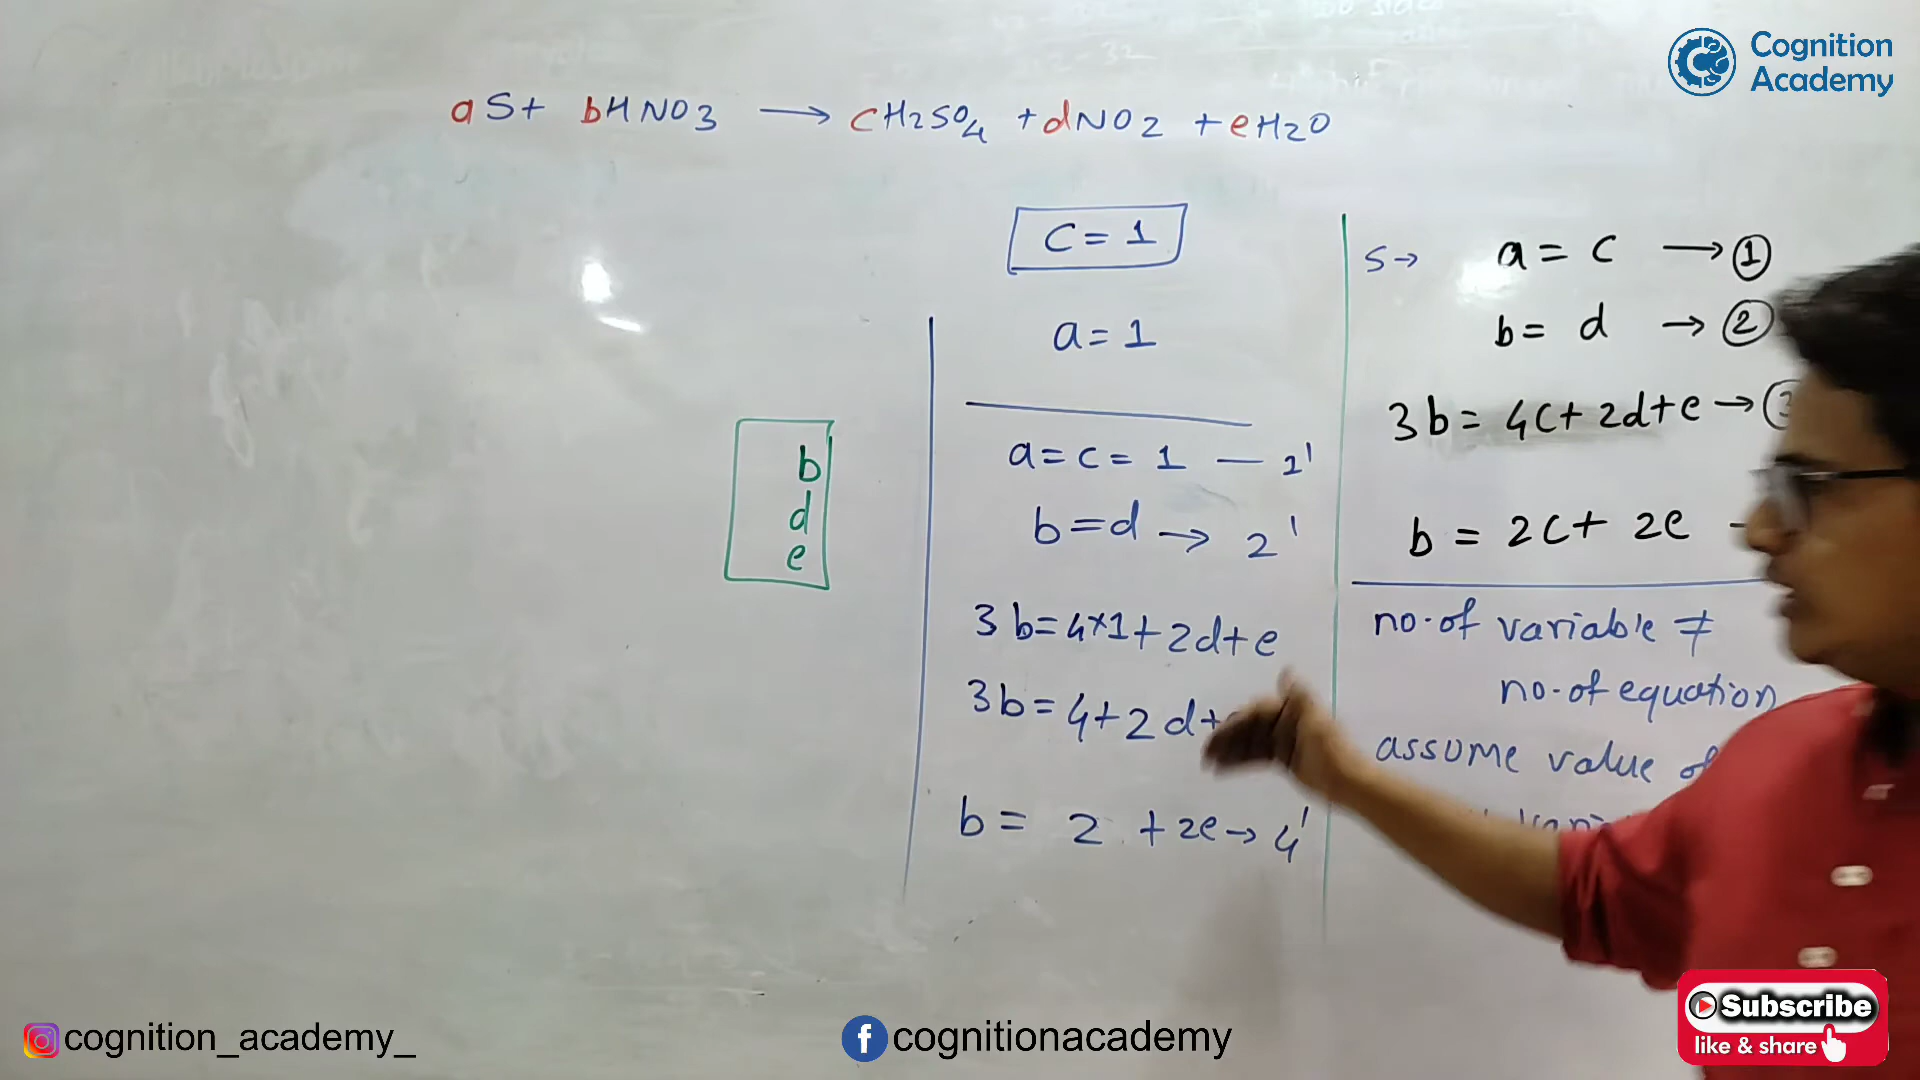 Cognition
Academy
aS+ bHNO3 → cH2SO4 +dNO2 +eH2O
C = 1
a = 1
a = c = 1 — 1'
b = d → 2'
3b = 4×1 + 2d + e
3b = 4 + 2d +
b = 2 + 2e → 4'
b
d
e
S → a = c → 1
b = d → 2
3b = 4c + 2d + e → 3
b = 2c + 2e
no. of variable ≠
no. of equation
assume value of
cognition_academy_
cognitionacademy
Subscribe
like & share